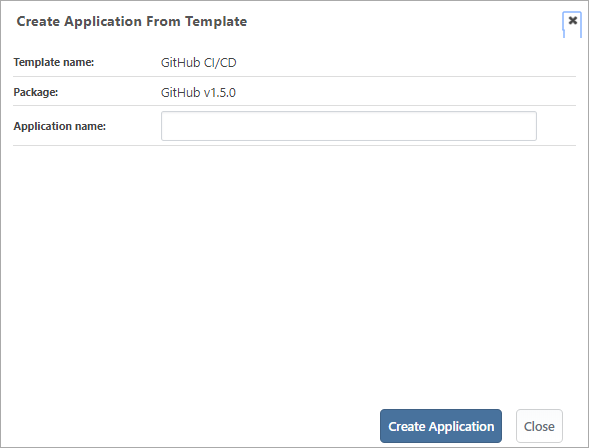 Create Application From Template
Template name: GitHub CI/CD
Package: GitHub v1.5.0
Application name:
Create Application Close